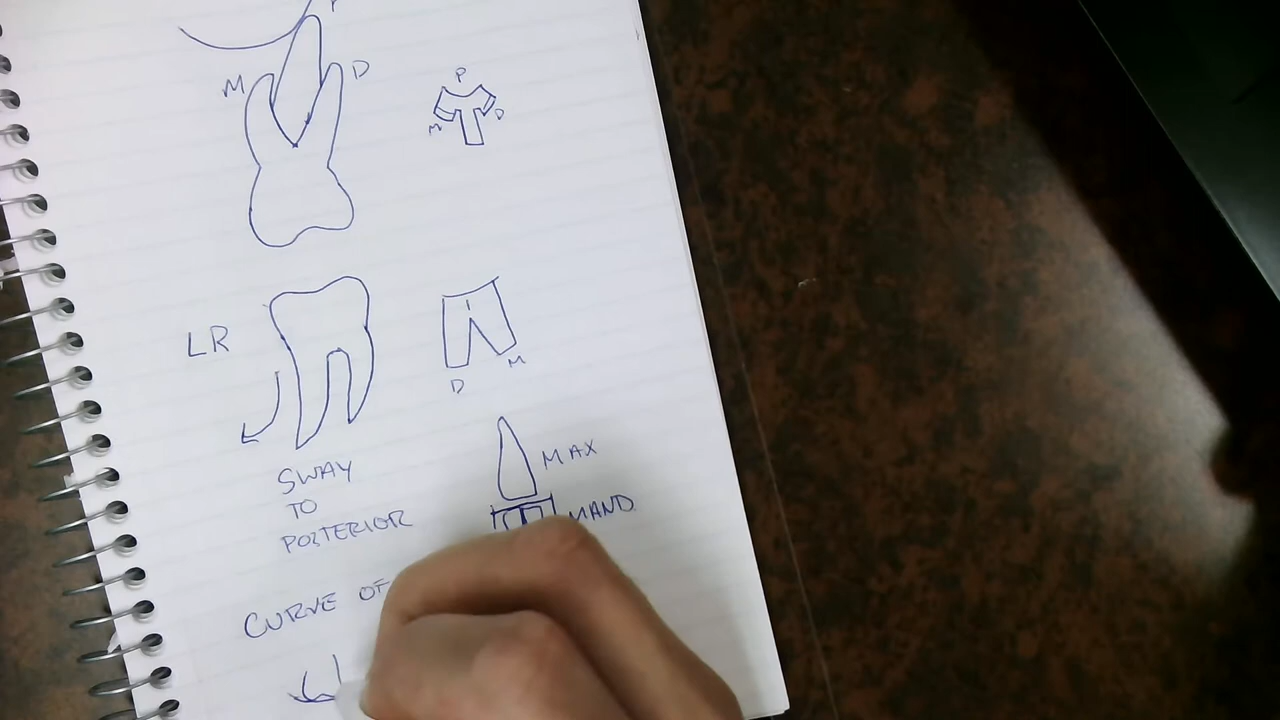 P
M D
P
M D
LR
D M
MAX
MAND
SWAY
TO
POSTERIOR
CURVE OF